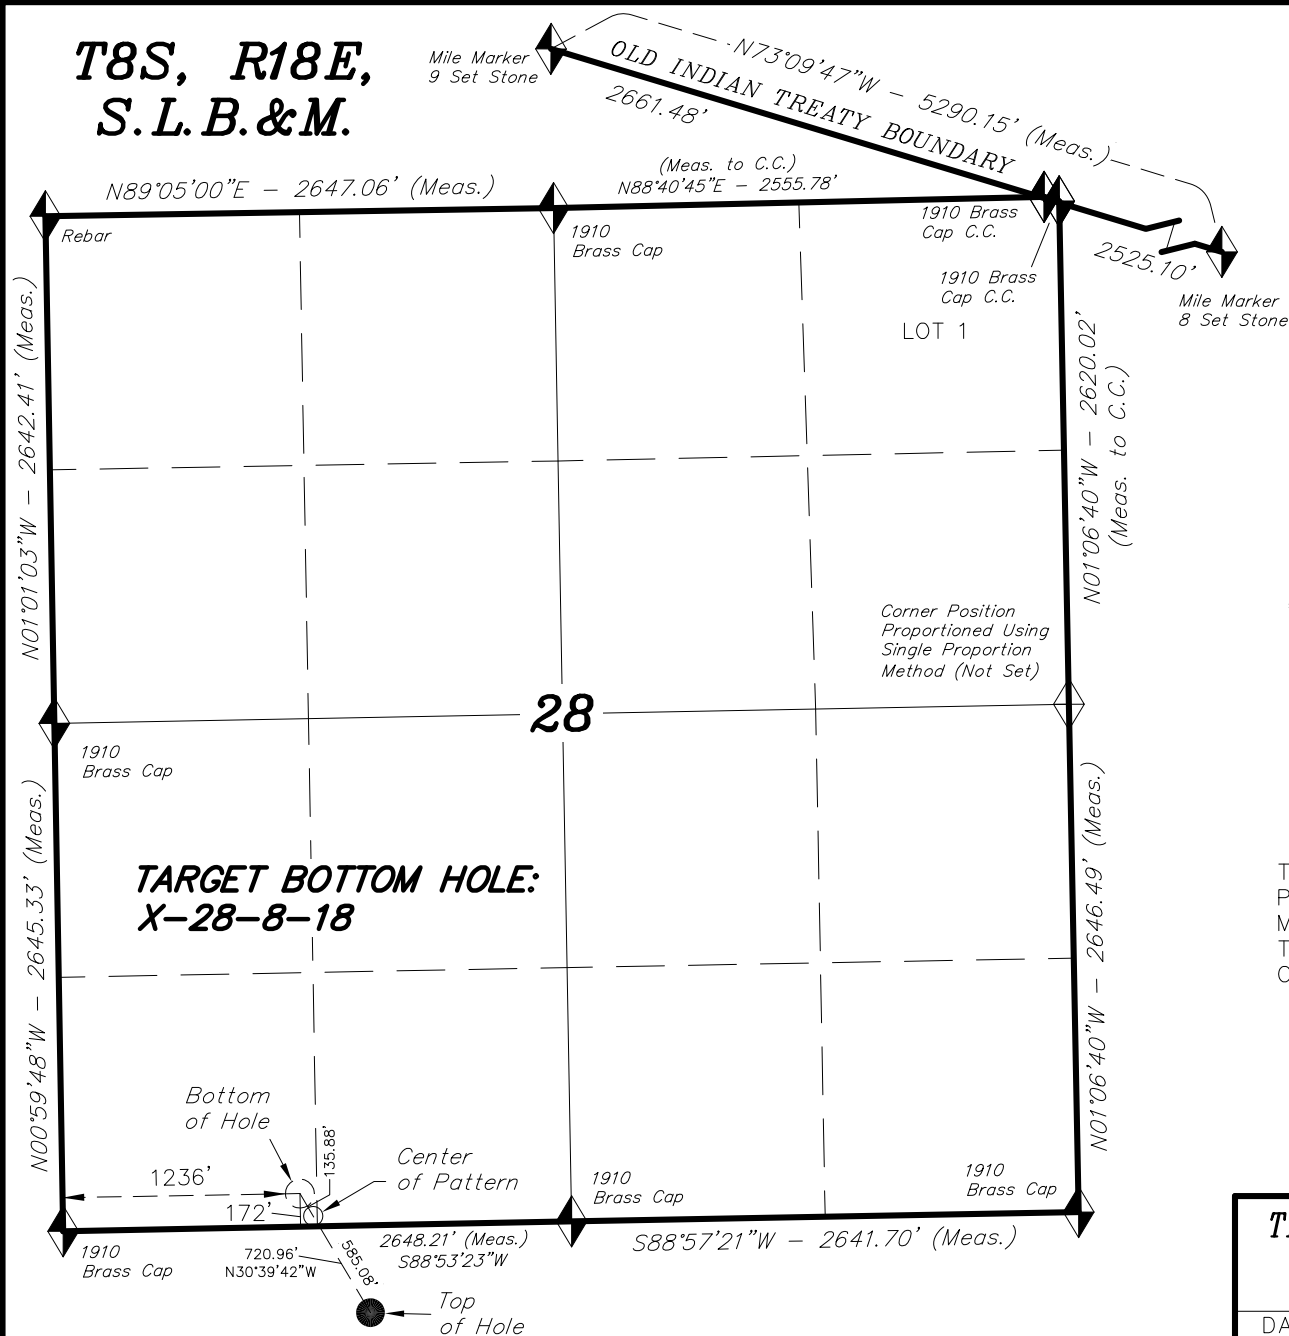 T8S, R18E,
S.L.B.&M.
Mile Marker
9 Set Stone
OLD INDIAN TREATY BOUNDARY
N73°09'47"W - 5290.15' (Meas.)
2661.48'
N89°05'00"E - 2647.06' (Meas.)
(Meas. to C.C.)
N88°40'45"E - 2555.78'
Rebar
1910
Brass Cap
1910 Brass
Cap C.C.
1910 Brass
Cap C.C.
2525.10'
Mile Marker
8 Set Stone
LOT 1
N01°01'03"W - 2642.41' (Meas.)
N01°06'40"W - 2620.02'
(Meas. to C.C.)
Corner Position
Proportioned Using
Single Proportion
Method (Not Set)
28
1910
Brass Cap
TARGET BOTTOM HOLE:
X-28-8-18
N00°59'48"W - 2645.33' (Meas.)
N01°06'40"W - 2646.49' (Meas.)
T
P
M
T
Bottom
of Hole
135.88'
Center
of Pattern
1236'
172'
1910
Brass Cap
1910
Brass Cap
1910
Brass Cap
720.96'
N30°39'42"W
585.08'
2648.21' (Meas.)
S88°53'23"W
S88°57'21"W - 2641.70' (Meas.)
Top
of Hole
DA